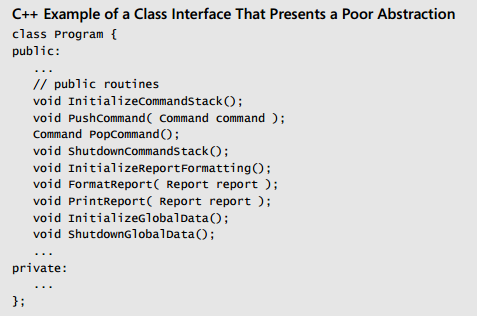 C++ Example of a Class Interface That Presents a Poor Abstraction
class Program {
public:
   ...
   // public routines
   void InitializeCommandStack();
   void PushCommand( Command command );
   Command PopCommand();
   void ShutdownCommandStack();
   void InitializeReportFormatting();
   void FormatReport( Report report );
   void PrintReport( Report report );
   void InitializeGlobalData();
   void ShutdownGlobalData();
   ...
private:
   ...
};